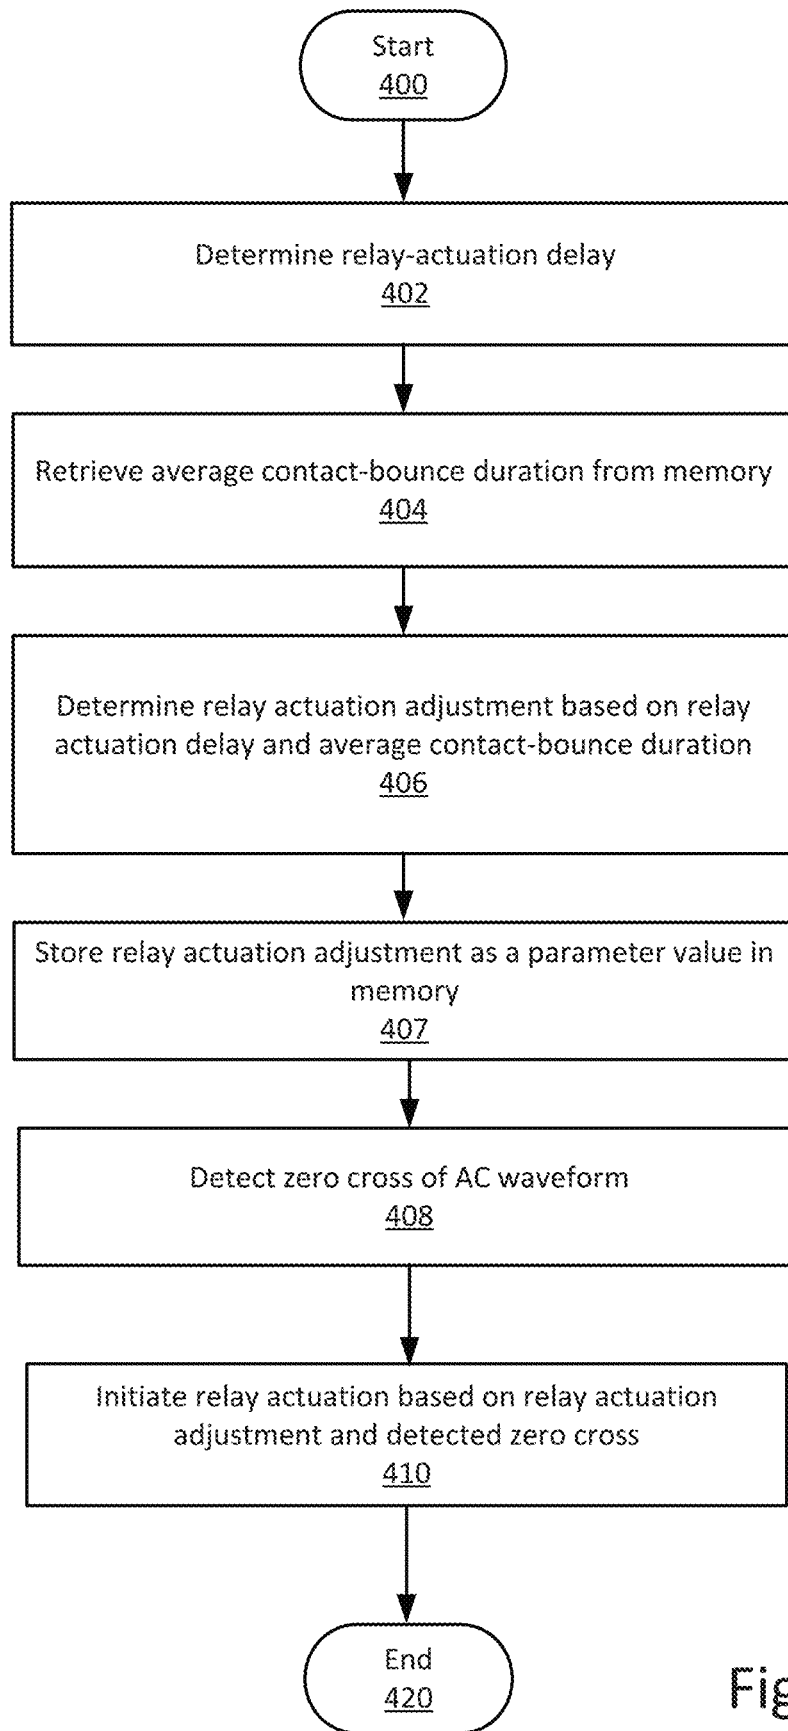 Start
400
Determine relay-actuation delay
402
Retrieve average contact-bounce duration from memory
404
Determine relay actuation adjustment based on relay
actuation delay and average contact-bounce duration
406
Store relay actuation adjustment as a parameter value in
memory
407
Detect zero cross of AC waveform
408
Initiate relay actuation based on relay actuation
adjustment and detected zero cross
410
End
420
Fig